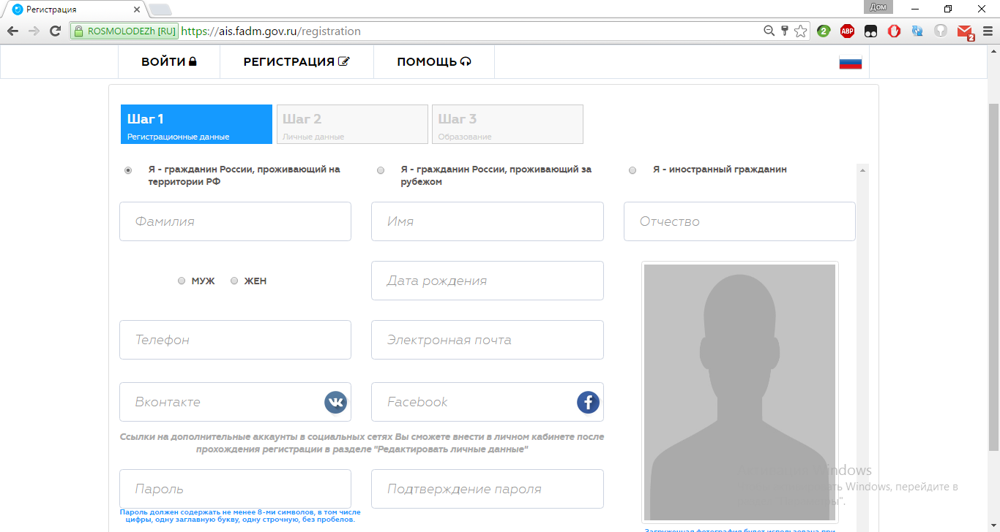 Регистрация
Дом
ROSMOLODEZh [RU] https://ais.fadm.gov.ru/registration
2
ABP
2
ВОЙТИ РЕГИСТРАЦИЯ ПОМОЩЬ
Шаг 1
Регистрационные данные
Шаг 2
Личные данные
Шаг 3
Образование
Я - гражданин России, проживающий на
территории РФ
Я - гражданин России, проживающий за
рубежом
Я - иностранный гражданин
Фамилия
Имя
Отчество
МУЖ ЖЕН
Дата рождения
Телефон
Электронная почта
Вконтакте
Facebook
Ссылки на дополнительные аккаунты в социальных сетях Вы сможете внести в личном кабинете после
прохождения регистрации в разделе "Редактировать личные данные"
Пароль
Подтверждение пароля
Пароль должен содержать не менее 8-ми символов, в том числе
цифры, одну заглавную букву, одну строчную, без пробелов.
Windows
Windows, перейдите в
Загруженная фотография будет использована при